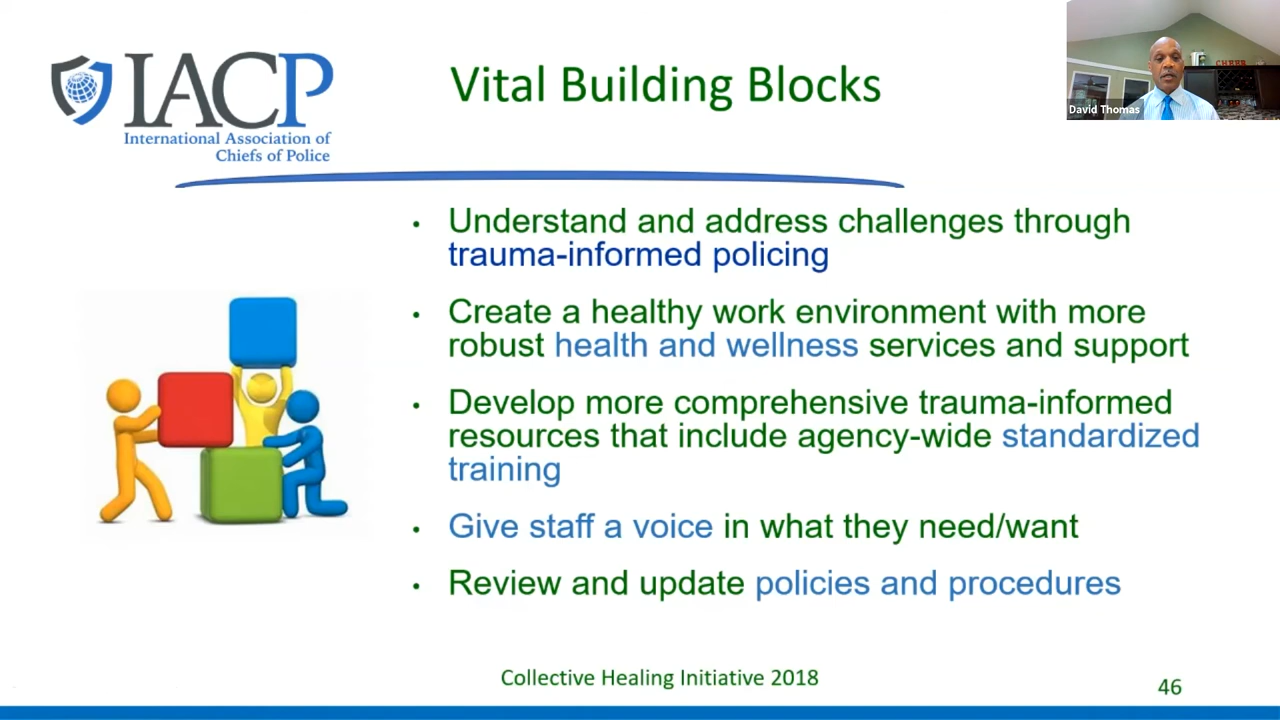 IACP
International Association of
Chiefs of Police
Vital Building Blocks
David Thomas
• Understand and address challenges through
trauma-informed policing
• Create a healthy work environment with more
robust health and wellness services and support
• Develop more comprehensive trauma-informed
resources that include agency-wide standardized
training
• Give staff a voice in what they need/want
• Review and update policies and procedures
Collective Healing Initiative 2018
46